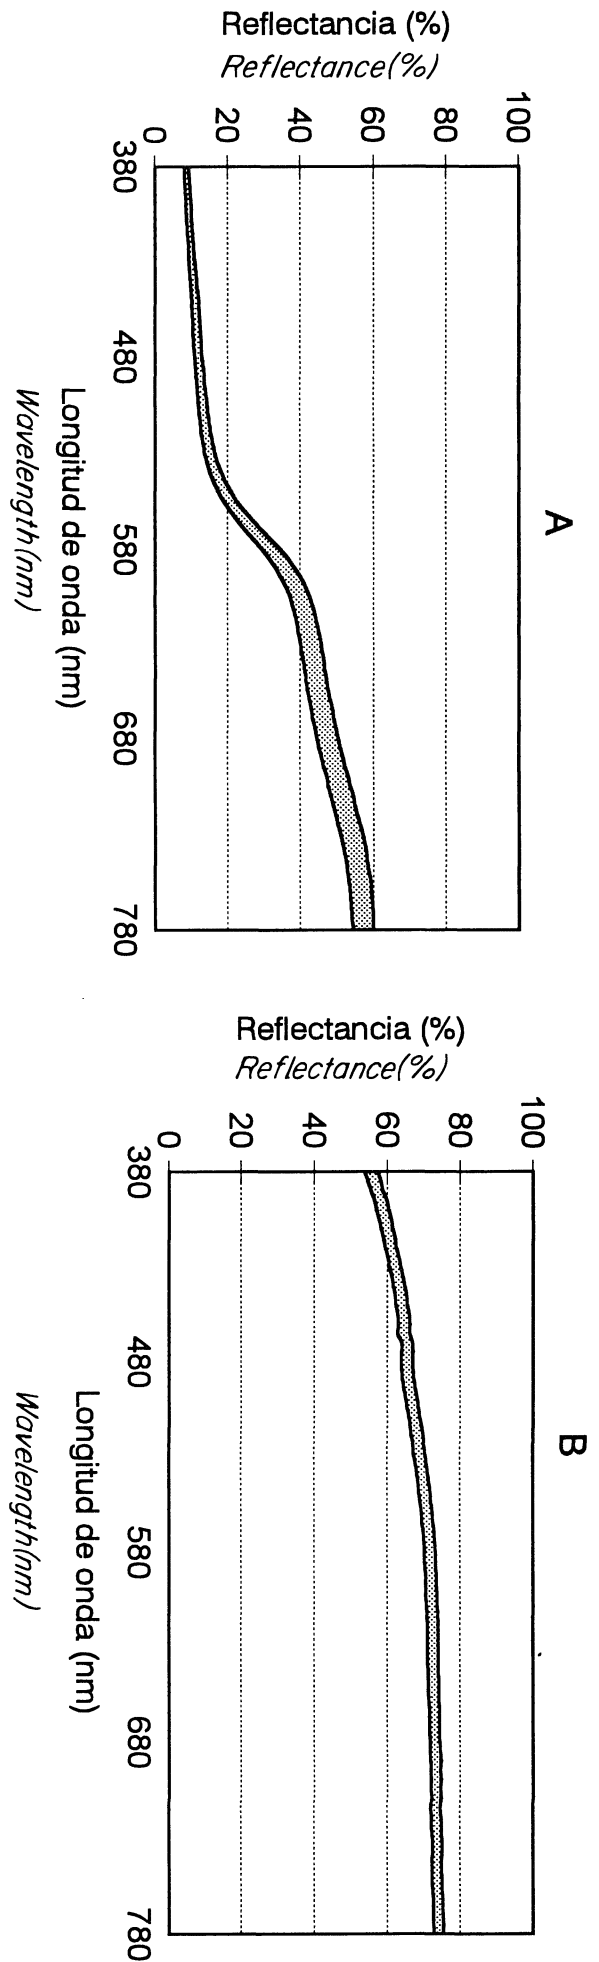 A
Reflectancia (%)
Reflectance(%)
100
80
60
40
20
0
380
480
580
680
780
Longitud de onda (nm)
Wavelength(nm)
B
Reflectancia (%)
Reflectance(%)
100
80
60
40
20
0
380
480
580
680
780
Longitud de onda (nm)
Wavelength(nm)